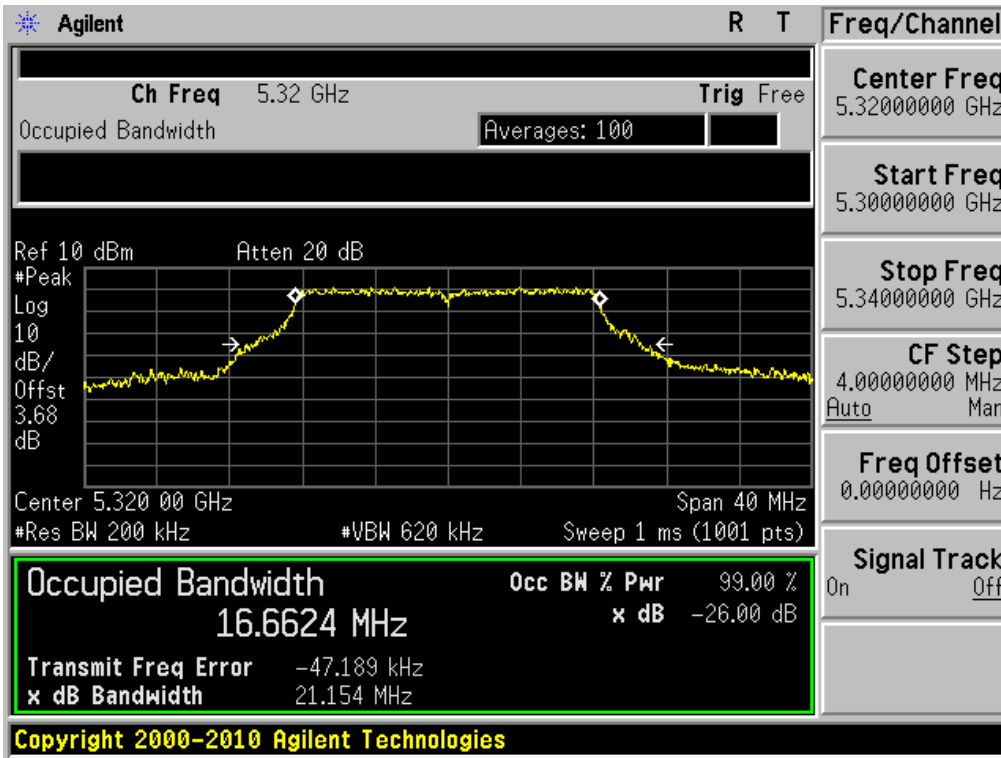 Agilent R T
Freq/Channel
Ch Freq 5.32 GHz Trig Free
Occupied Bandwidth Averages: 100
Ref 10 dBm Atten 20 dB
#Peak
Log
10
dB/
Offst
3.68
dB
Center 5.320 00 GHz Span 40 MHz
#Res BW 200 kHz #VBW 620 kHz Sweep 1 ms (1001 pts)
Occupied Bandwidth Occ BW % Pwr 99.00 %
16.6624 MHz x dB -26.00 dB
Transmit Freq Error -47.189 kHz
x dB Bandwidth 21.154 MHz
Center Freq
5.32000000 GHz
Start Freq
5.30000000 GHz
Stop Freq
5.34000000 GHz
CF Step
4.00000000 MHz
Auto Man
Freq Offset
0.00000000 Hz
Signal Track
On Off
Copyright 2000-2010 Agilent Technologies